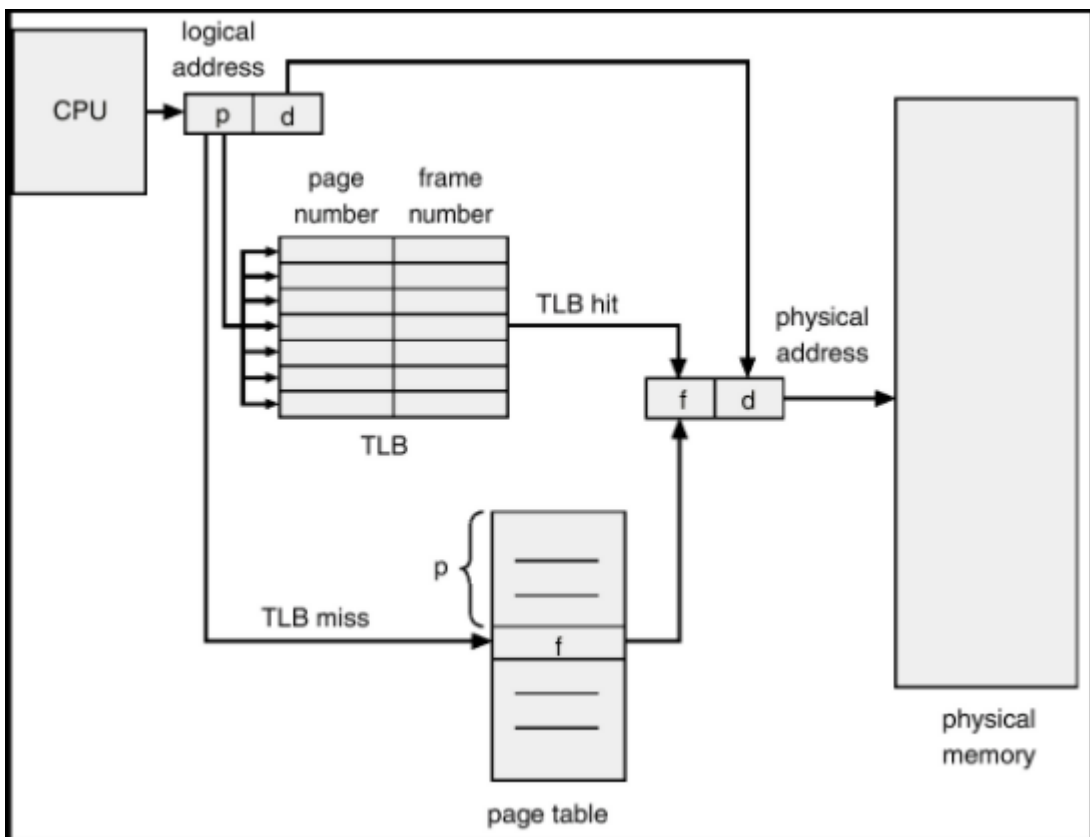 logical
address
CPU
p
d
page
number
frame
number
TLB hit
physical
address
f
d
TLB
p
TLB miss
f
physical
memory
page table